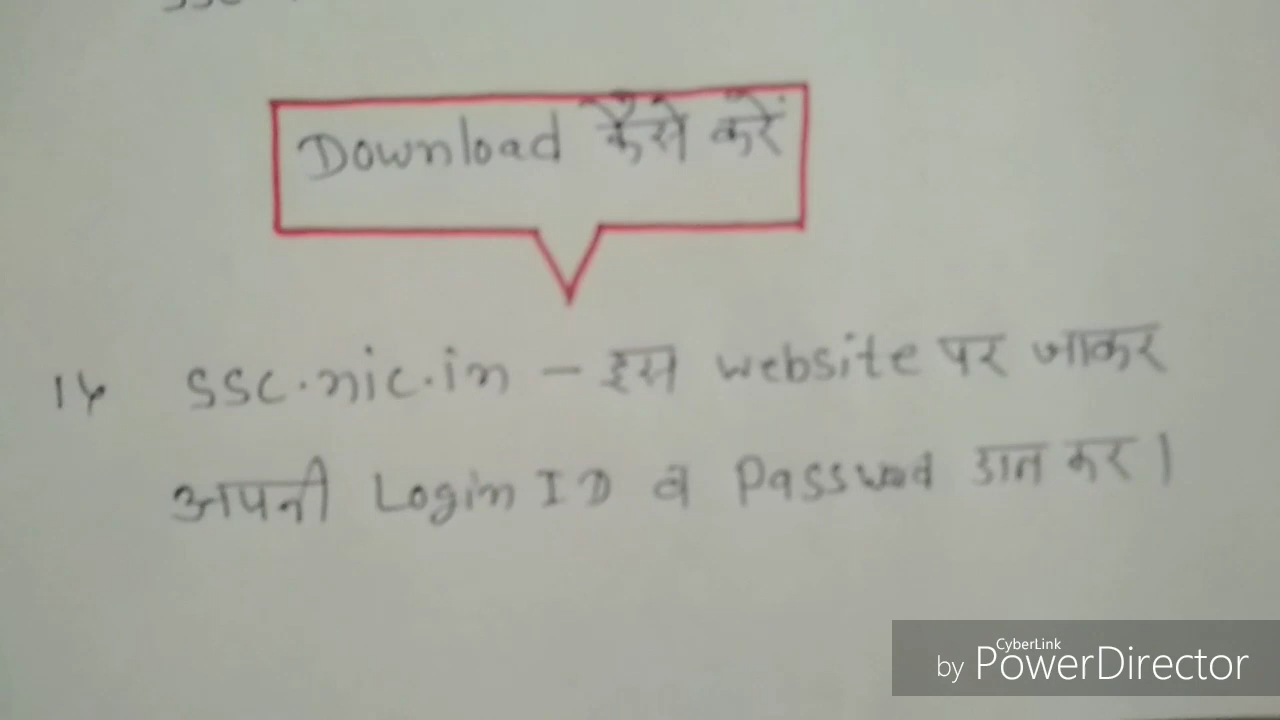 Download कैसे करें
1⟩ SSC.nic.in - इस website पर जाकर
अपनी Login ID व Password डाल कर।
CyberLink
by PowerDirector